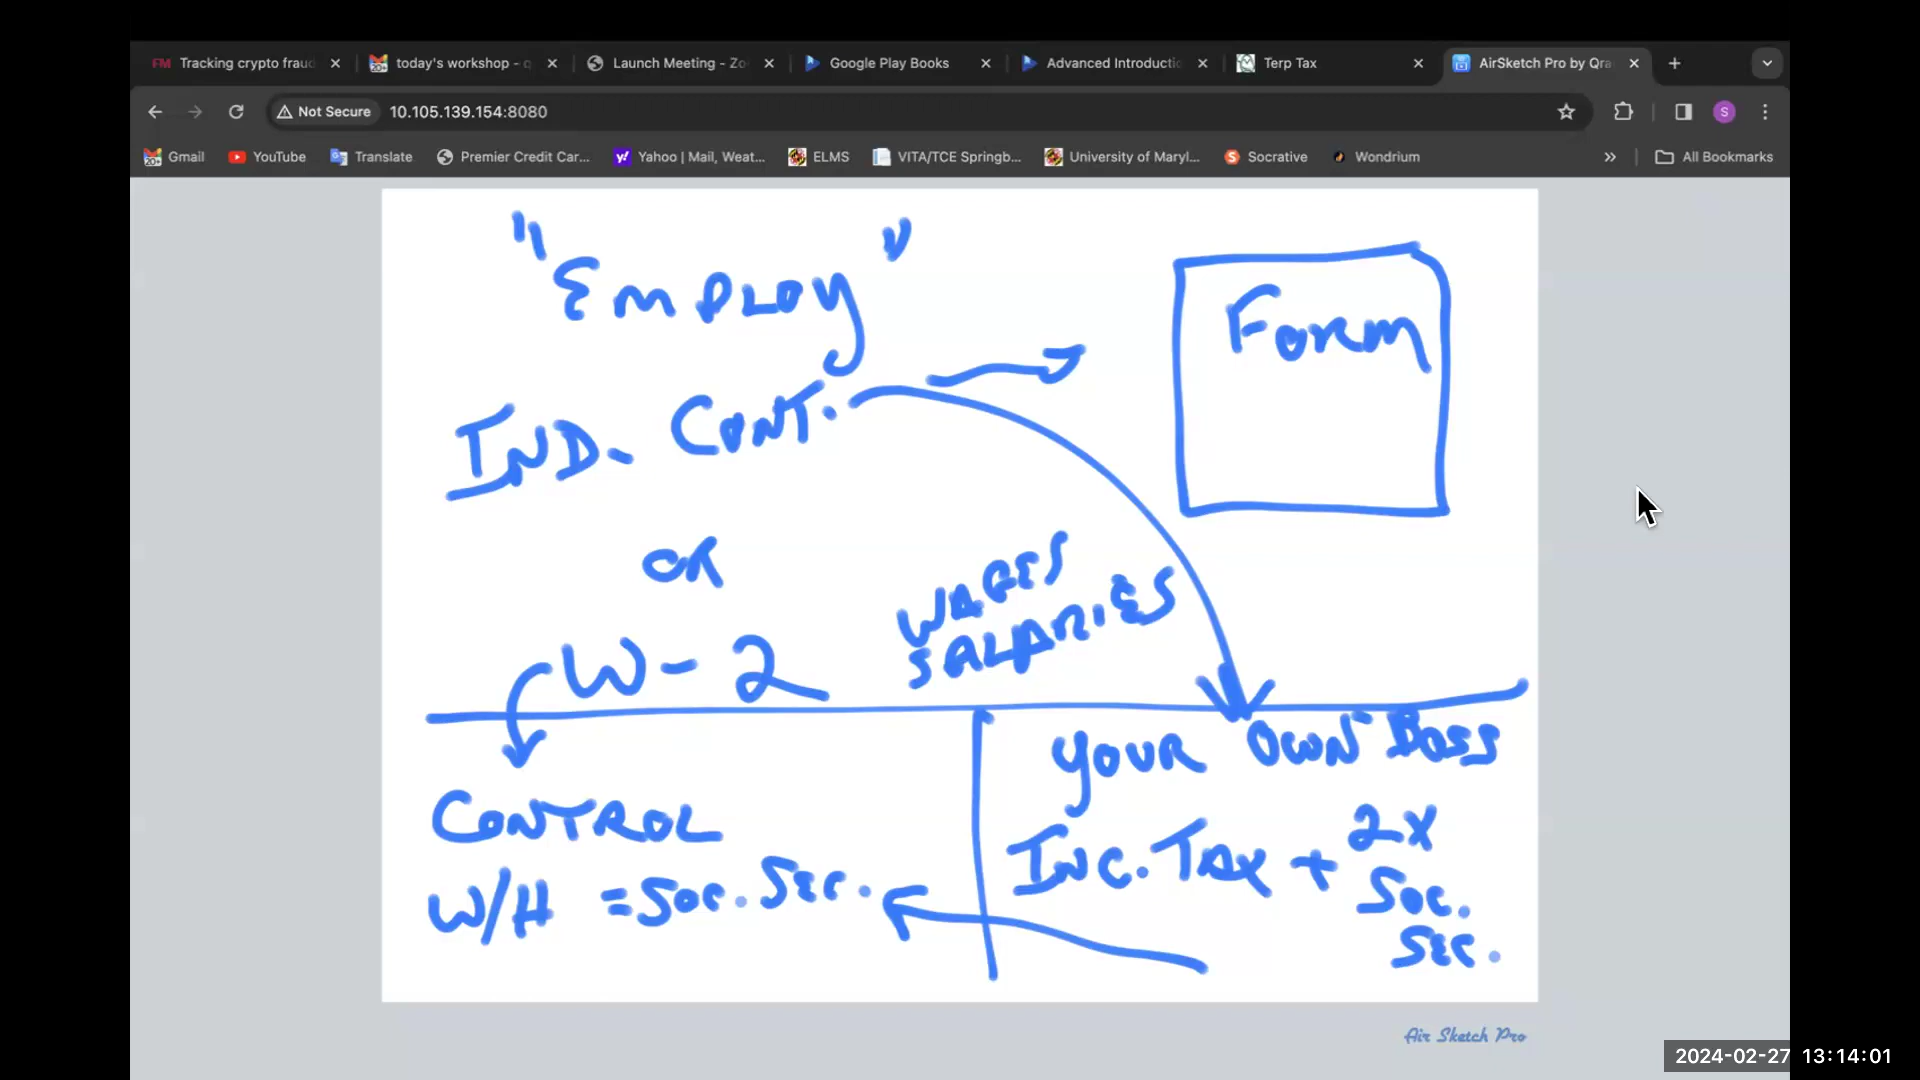 FM Tracking crypto fraud
today's workshop - q
Launch Meeting - Zo
Google Play Books
Advanced Introductio
Terp Tax
AirSketch Pro by Qra
Not Secure 10.105.139.154:8080
S
Gmail
YouTube
Translate
Premier Credit Car...
Yahoo | Mail, Weat...
ELMS
VITA/TCE Springb...
University of Maryl...
Socrative
Wondrium
All Bookmarks
"Employ"
Form
IND. CONT.
OR
WAGES
SALARIES
W-2
YOUR OWN BOSS
CONTROL
INC. TAX + 2X
SOC.
SEC.
W/H = SOC. SEC.
Air Sketch Pro
2024-02-27 13:14:01